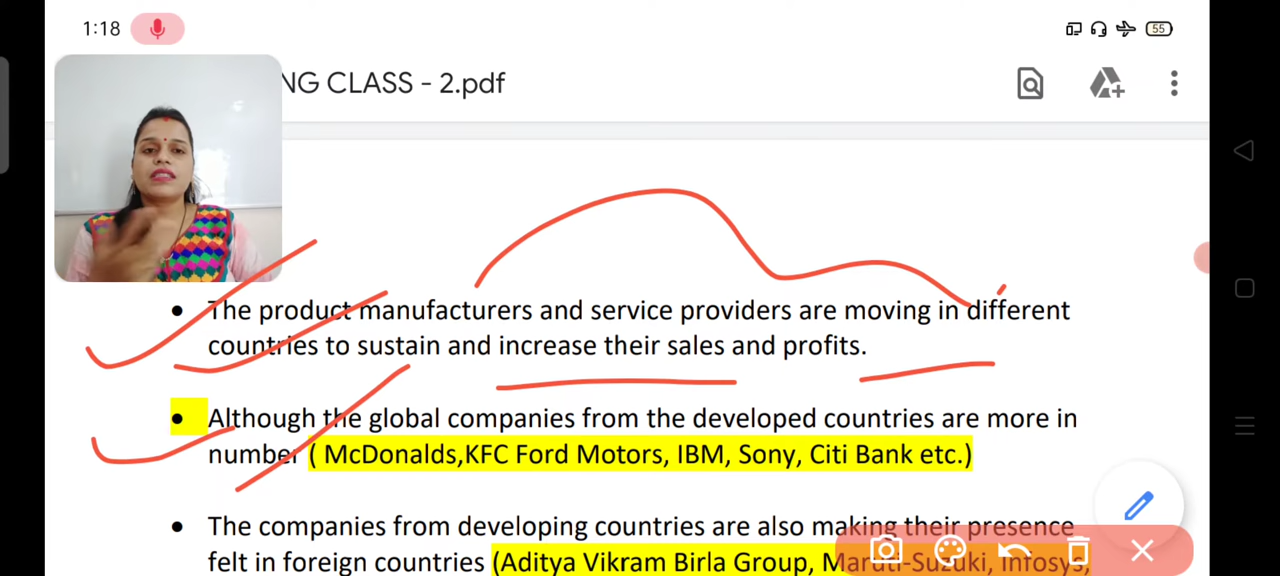 1:18
55
NG CLASS - 2.pdf
• The product manufacturers and service providers are moving in different
countries to sustain and increase their sales and profits.
• Although the global companies from the developed countries are more in
number ( McDonalds,KFC Ford Motors, IBM, Sony, Citi Bank etc.)
• The companies from developing countries are also making their presence
felt in foreign countries (Aditya Vikram Birla Group, Maruti-Suzuki, Infosys,